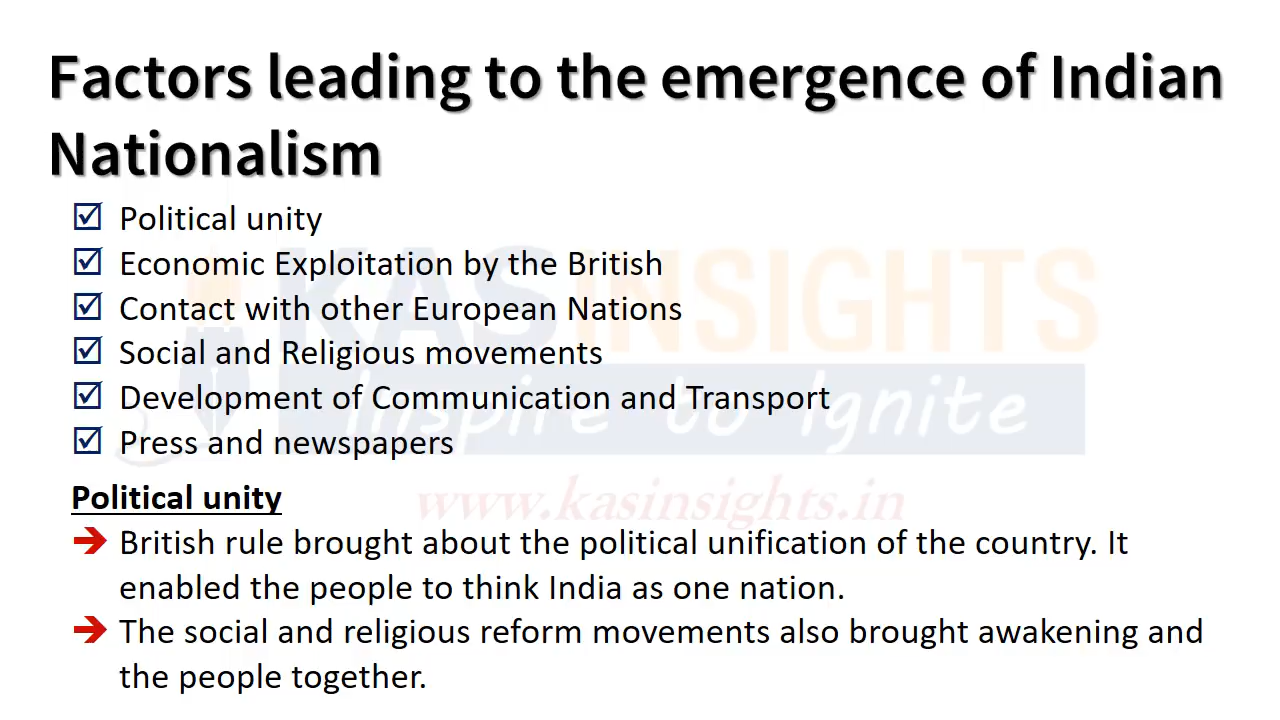 Factors leading to the emergence of Indian
Nationalism
☑ Political unity
☑ Economic Exploitation by the British
☑ Contact with other European Nations
☑ Social and Religious movements
☑ Development of Communication and Transport
☑ Press and newspapers
KASINSIGHTS
Inspire to Ignite
www.kasinsights.in
Political unity
➔ British rule brought about the political unification of the country. It
enabled the people to think India as one nation.
➔ The social and religious reform movements also brought awakening and
the people together.